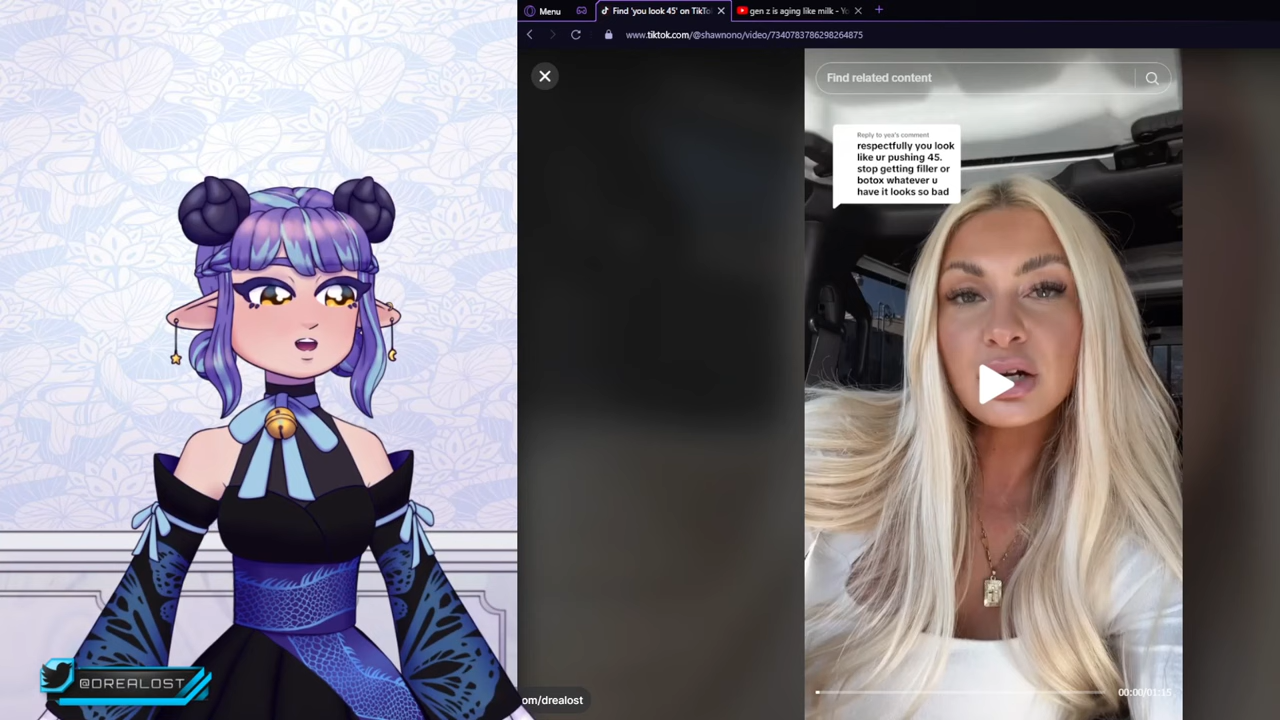 Menu
Find 'you look 45' on TikTo
gen z is aging like milk - Yo
www.tiktok.com/@shawnono/video/7340783786298264875
Find related content
Reply to yea's comment
respectfully you look
like ur pushing 45.
stop getting filler or
botox whatever u
have it looks so bad
00:00/01:15
@DREALOST
om/drealost